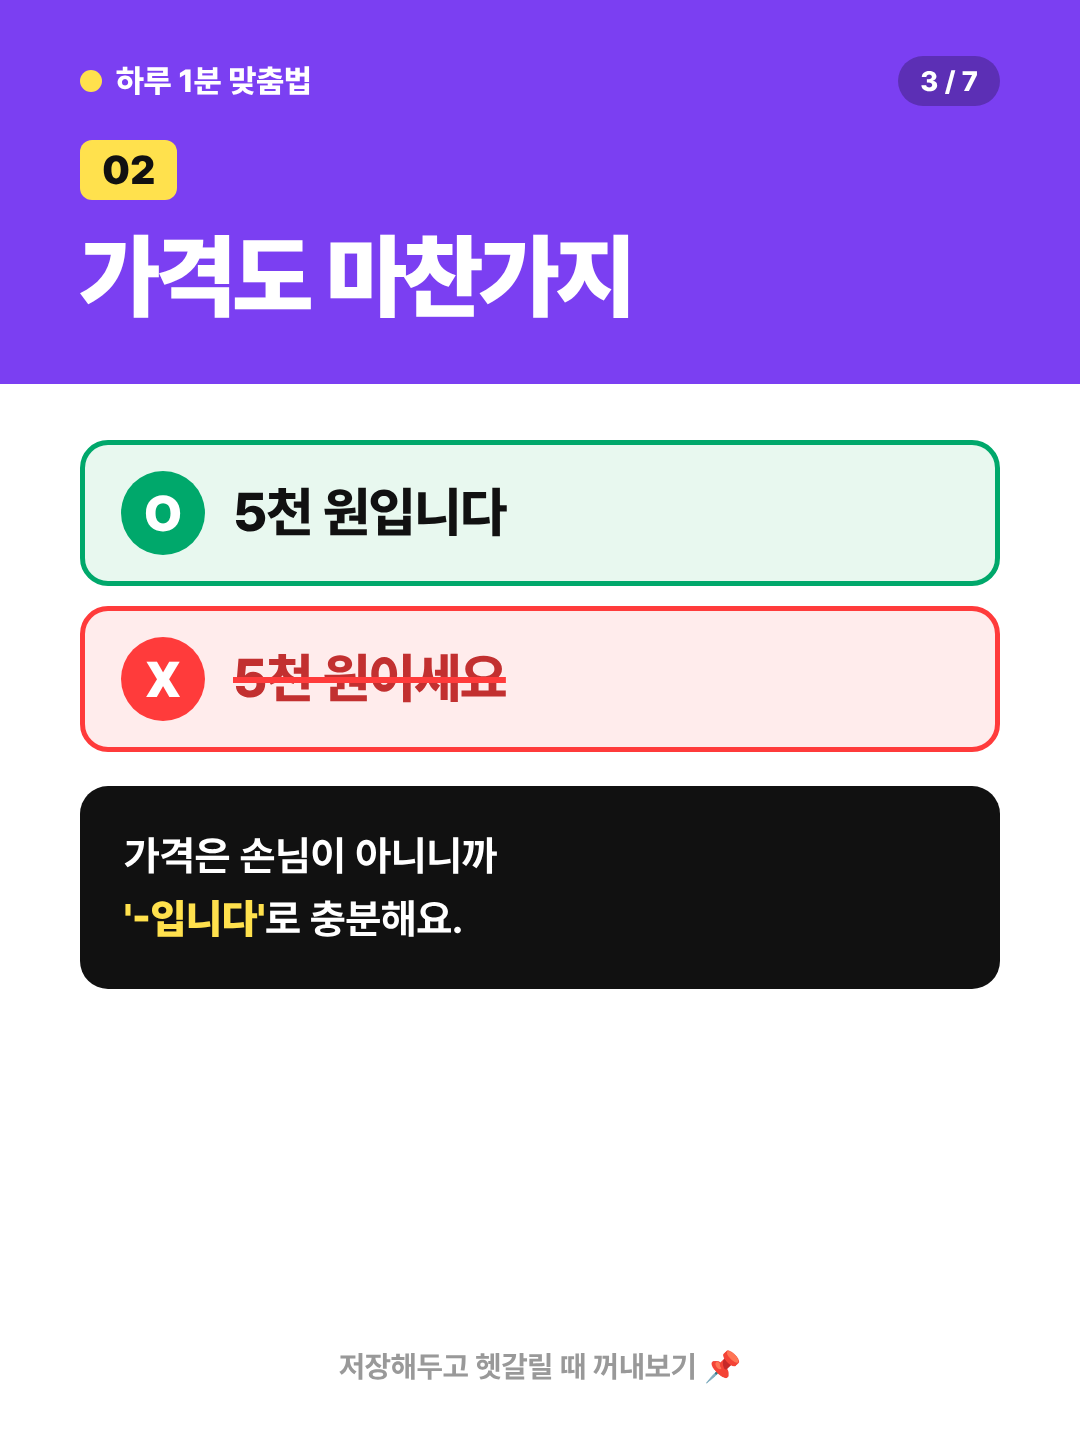 하루 1분 맞춤법
3 / 7
02
가격도 마찬가지
O 5천 원입니다
X 5천 원이세요
가격은 손님이 아니니까
'-입니다'로 충분해요.
저장해두고 헷갈릴 때 꺼내보기 📌